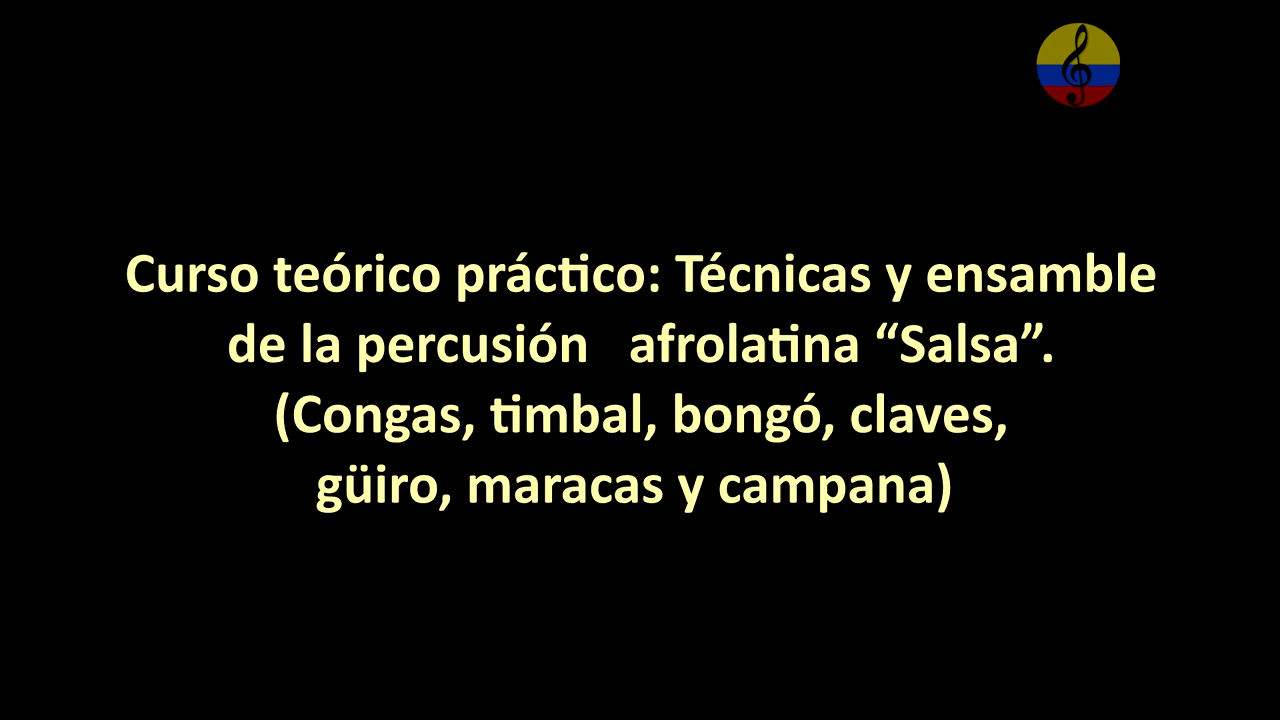 Curso teórico práctico: Técnicas y ensamble
de la percusión   afrolatina “Salsa”.
(Congas, timbal, bongó, claves,
güiro, maracas y campana)